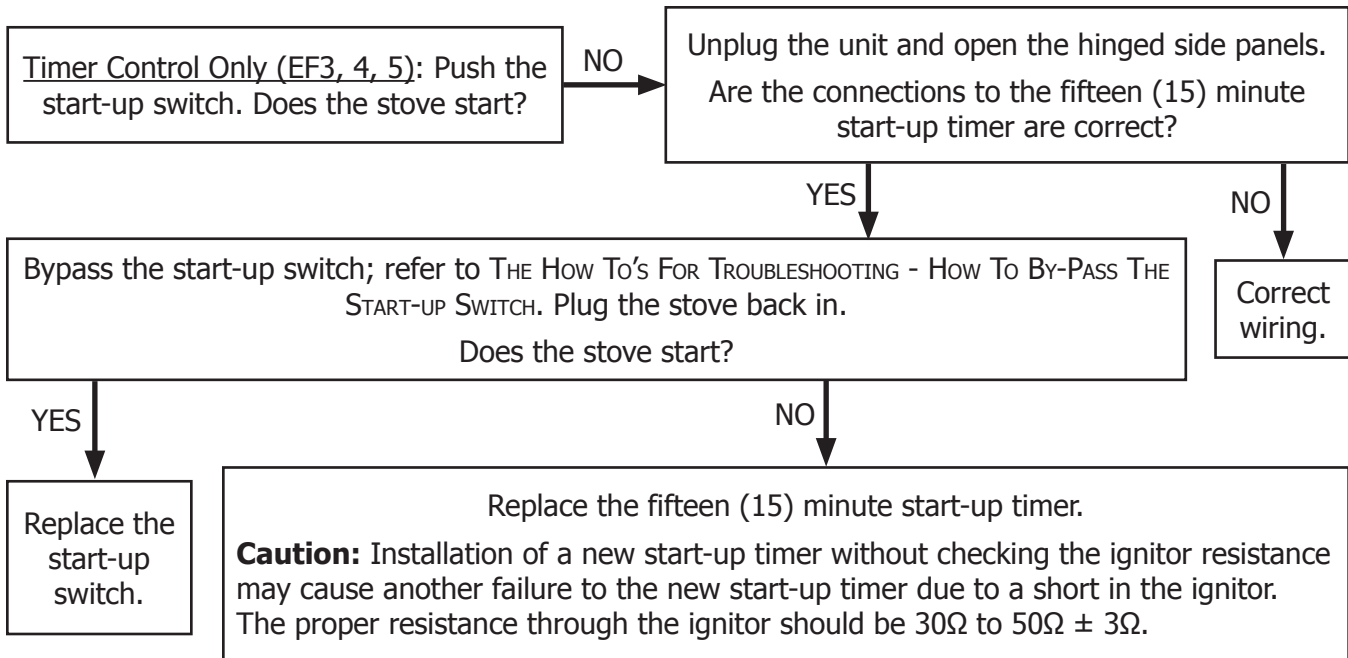 Timer Control Only (EF3, 4, 5): Push the
start-up switch. Does the stove start?
NO
Unplug the unit and open the hinged side panels.
Are the connections to the fifteen (15) minute
start-up timer are correct?
YES
NO
Bypass the start-up switch; refer to THE HOW TO'S FOR TROUBLESHOOTING - HOW TO BY-PASS THE
START-UP SWITCH. Plug the stove back in.
Does the stove start?
Correct
wiring.
YES
NO
Replace the
start-up
switch.
Replace the fifteen (15) minute start-up timer.
Caution: Installation of a new start-up timer without checking the ignitor resistance
may cause another failure to the new start-up timer due to a short in the ignitor.
The proper resistance through the ignitor should be 30Ω to 50Ω ± 3Ω.